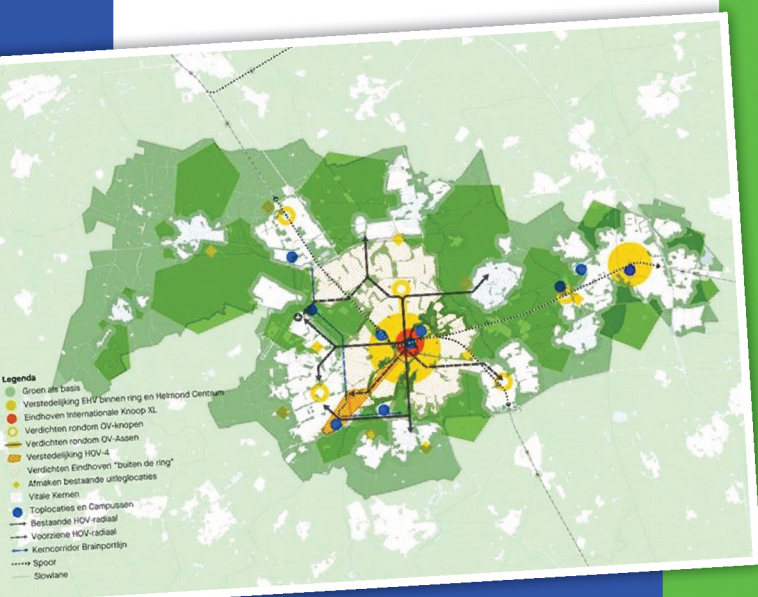 Legenda
Groen als basis
Verstedelijking EHV binnen ring en Helmond Centrum
Eindhoven Internationale Knoop XL
Verdichten rondom OV-knopen
Verdichten rondom OV-Assen
Verstedelijking HOV-4
Verdichten Eindhoven "buiten de ring"
Afmaken bestaande uitleglocaties
Vitale Kernen
Toplocaties en Campussen
Bestaande HOV-radiaal
Voorziene HOV-radiaal
Kerncorridor Brainportlijn
Spoor
Slowlane